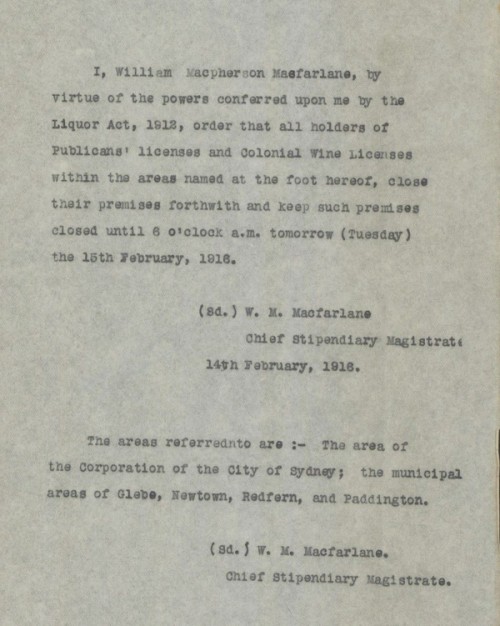 I, William Macpherson Macfarlane, by
virtue of the powers conferred upon me by the
Liquor Act, 1912, order that all holders of
Publicans' licenses and Colonial Wine Licenses
within the areas named at the foot hereof, close
their premises forthwith and keep such premises
closed until 6 o'clock a.m. tomorrow (Tuesday)
the 15th February, 1916.
(Sd.) W. M. Macfarlane
Chief Stipendiary Magistrate
14th February, 1916.
The areas referrednto are :- The area of
the Corporation of the City of Sydney; the municipal
areas of Glebe, Newtown, Redfern, and Paddington.
(Sd.) W. M. Macfarlane.
Chief Stipendiary Magistrate.